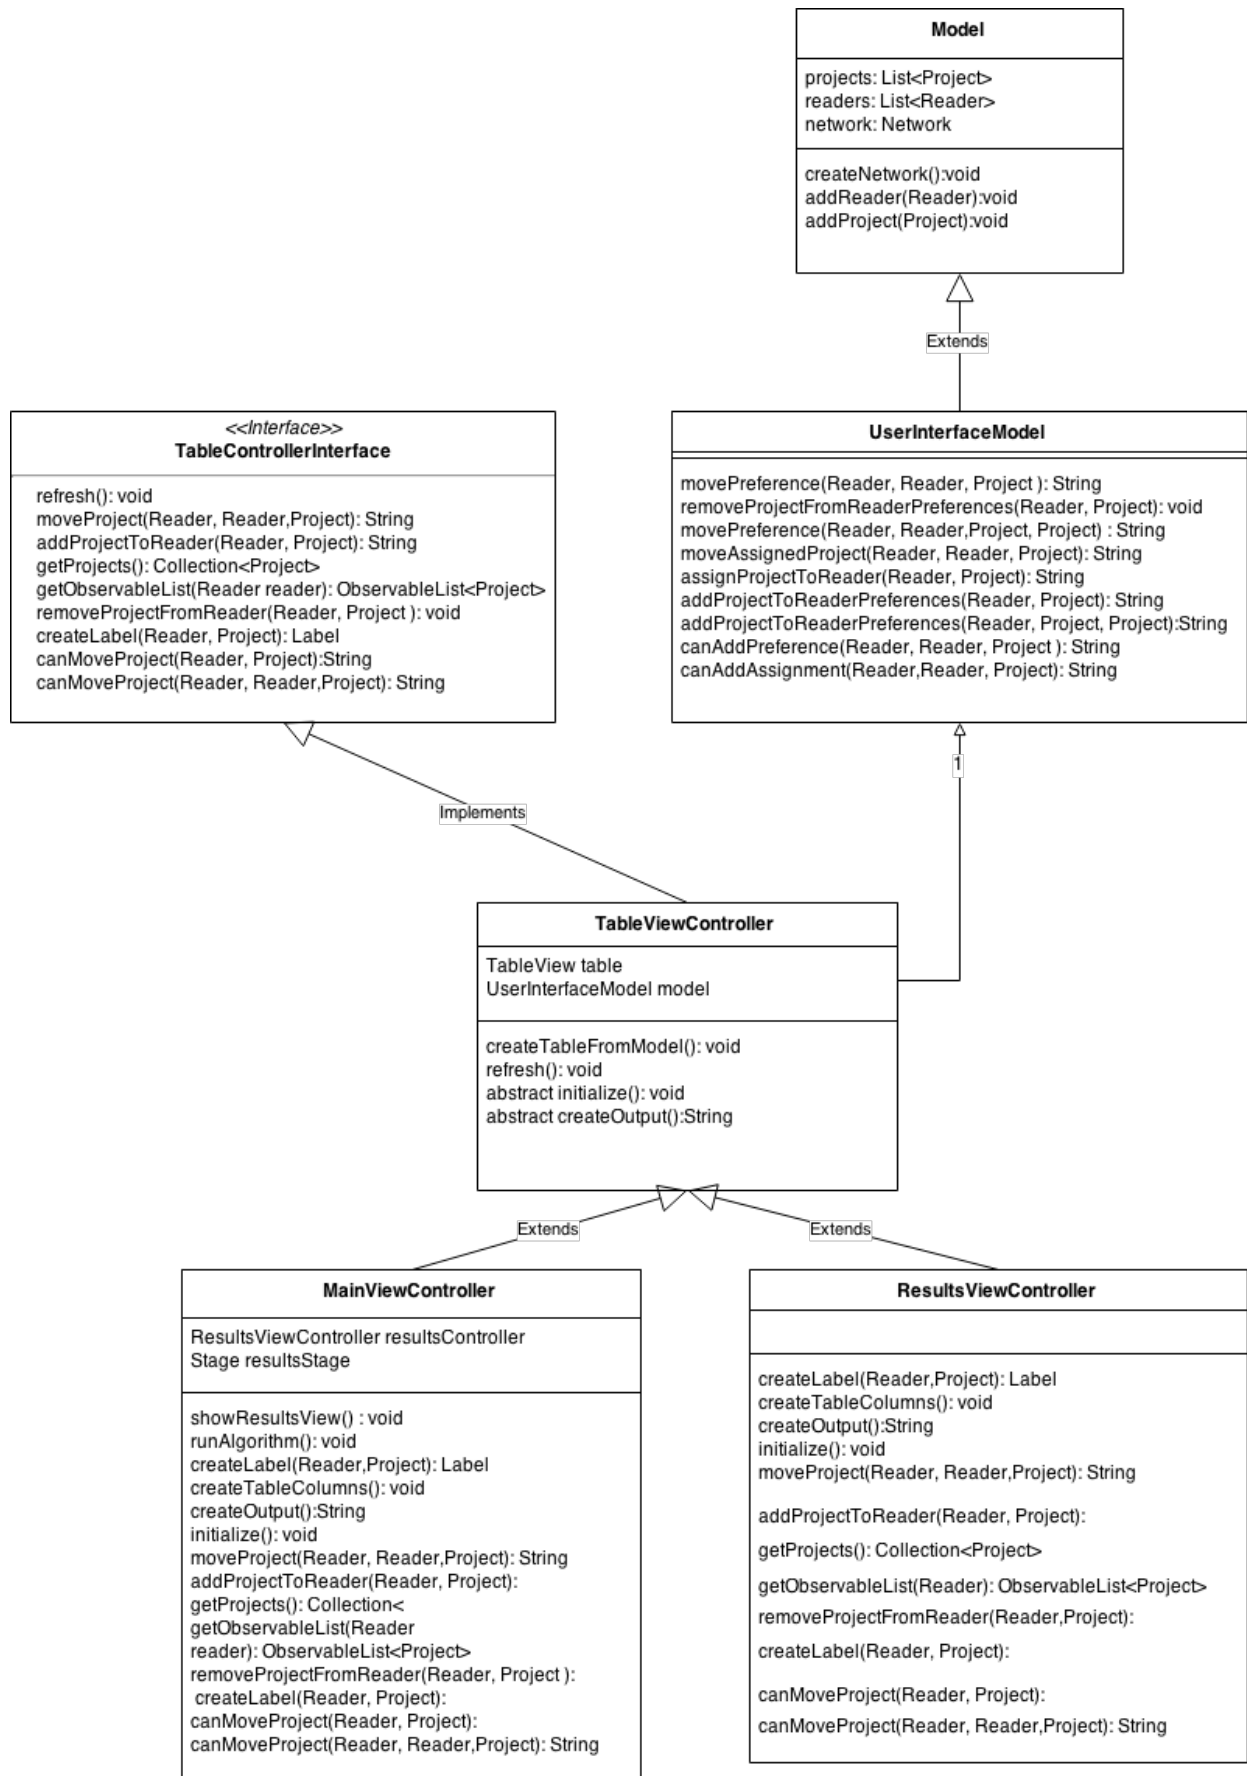 Model
projects: List<Project>
readers: List<Reader>
network: Network
createNetwork():void
addReader(Reader):void
addProject(Project):void
Extends
<<Interface>>
TableControllerInterface
refresh(): void
moveProject(Reader, Reader,Project): String
addProjectToReader(Reader, Project): String
getProjects(): Collection<Project>
getObservableList(Reader reader): ObservableList<Project>
removeProjectFromReader(Reader, Project ): void
createLabel(Reader, Project): Label
canMoveProject(Reader, Project):String
canMoveProject(Reader, Reader,Project): String
UserInterfaceModel
movePreference(Reader, Reader, Project ): String
removeProjectFromReaderPreferences(Reader, Project): void
movePreference(Reader, Reader,Project, Project) : String
moveAssignedProject(Reader, Reader, Project): String
assignProjectToReader(Reader, Project): String
addProjectToReaderPreferences(Reader, Project): String
addProjectToReaderPreferences(Reader, Project, Project):String
canAddPreference(Reader, Reader, Project ): String
canAddAssignment(Reader,Reader, Project): String
1
Implements
TableViewController
TableView table
UserInterfaceModel model
createTableFromModel(): void
refresh(): void
abstract initialize(): void
abstract createOutput():String
Extends
Extends
MainViewController
ResultsViewController resultsController
Stage resultsStage
showResultsView() : void
runAlgorithm(): void
createLabel(Reader,Project): Label
createTableColumns(): void
createOutput():String
initialize(): void
moveProject(Reader, Reader,Project): String
addProjectToReader(Reader, Project):
getProjects(): Collection<
getObservableList(Reader
reader): ObservableList<Project>
removeProjectFromReader(Reader, Project ):
createLabel(Reader, Project):
canMoveProject(Reader, Project):
canMoveProject(Reader, Reader,Project): String
ResultsViewController
createLabel(Reader,Project): Label
createTableColumns(): void
createOutput():String
initialize(): void
moveProject(Reader, Reader,Project): String
addProjectToReader(Reader, Project):
getProjects(): Collection<Project>
getObservableList(Reader): ObservableList<Project>
removeProjectFromReader(Reader,Project):
createLabel(Reader, Project):
canMoveProject(Reader, Project):
canMoveProject(Reader, Reader,Project): String